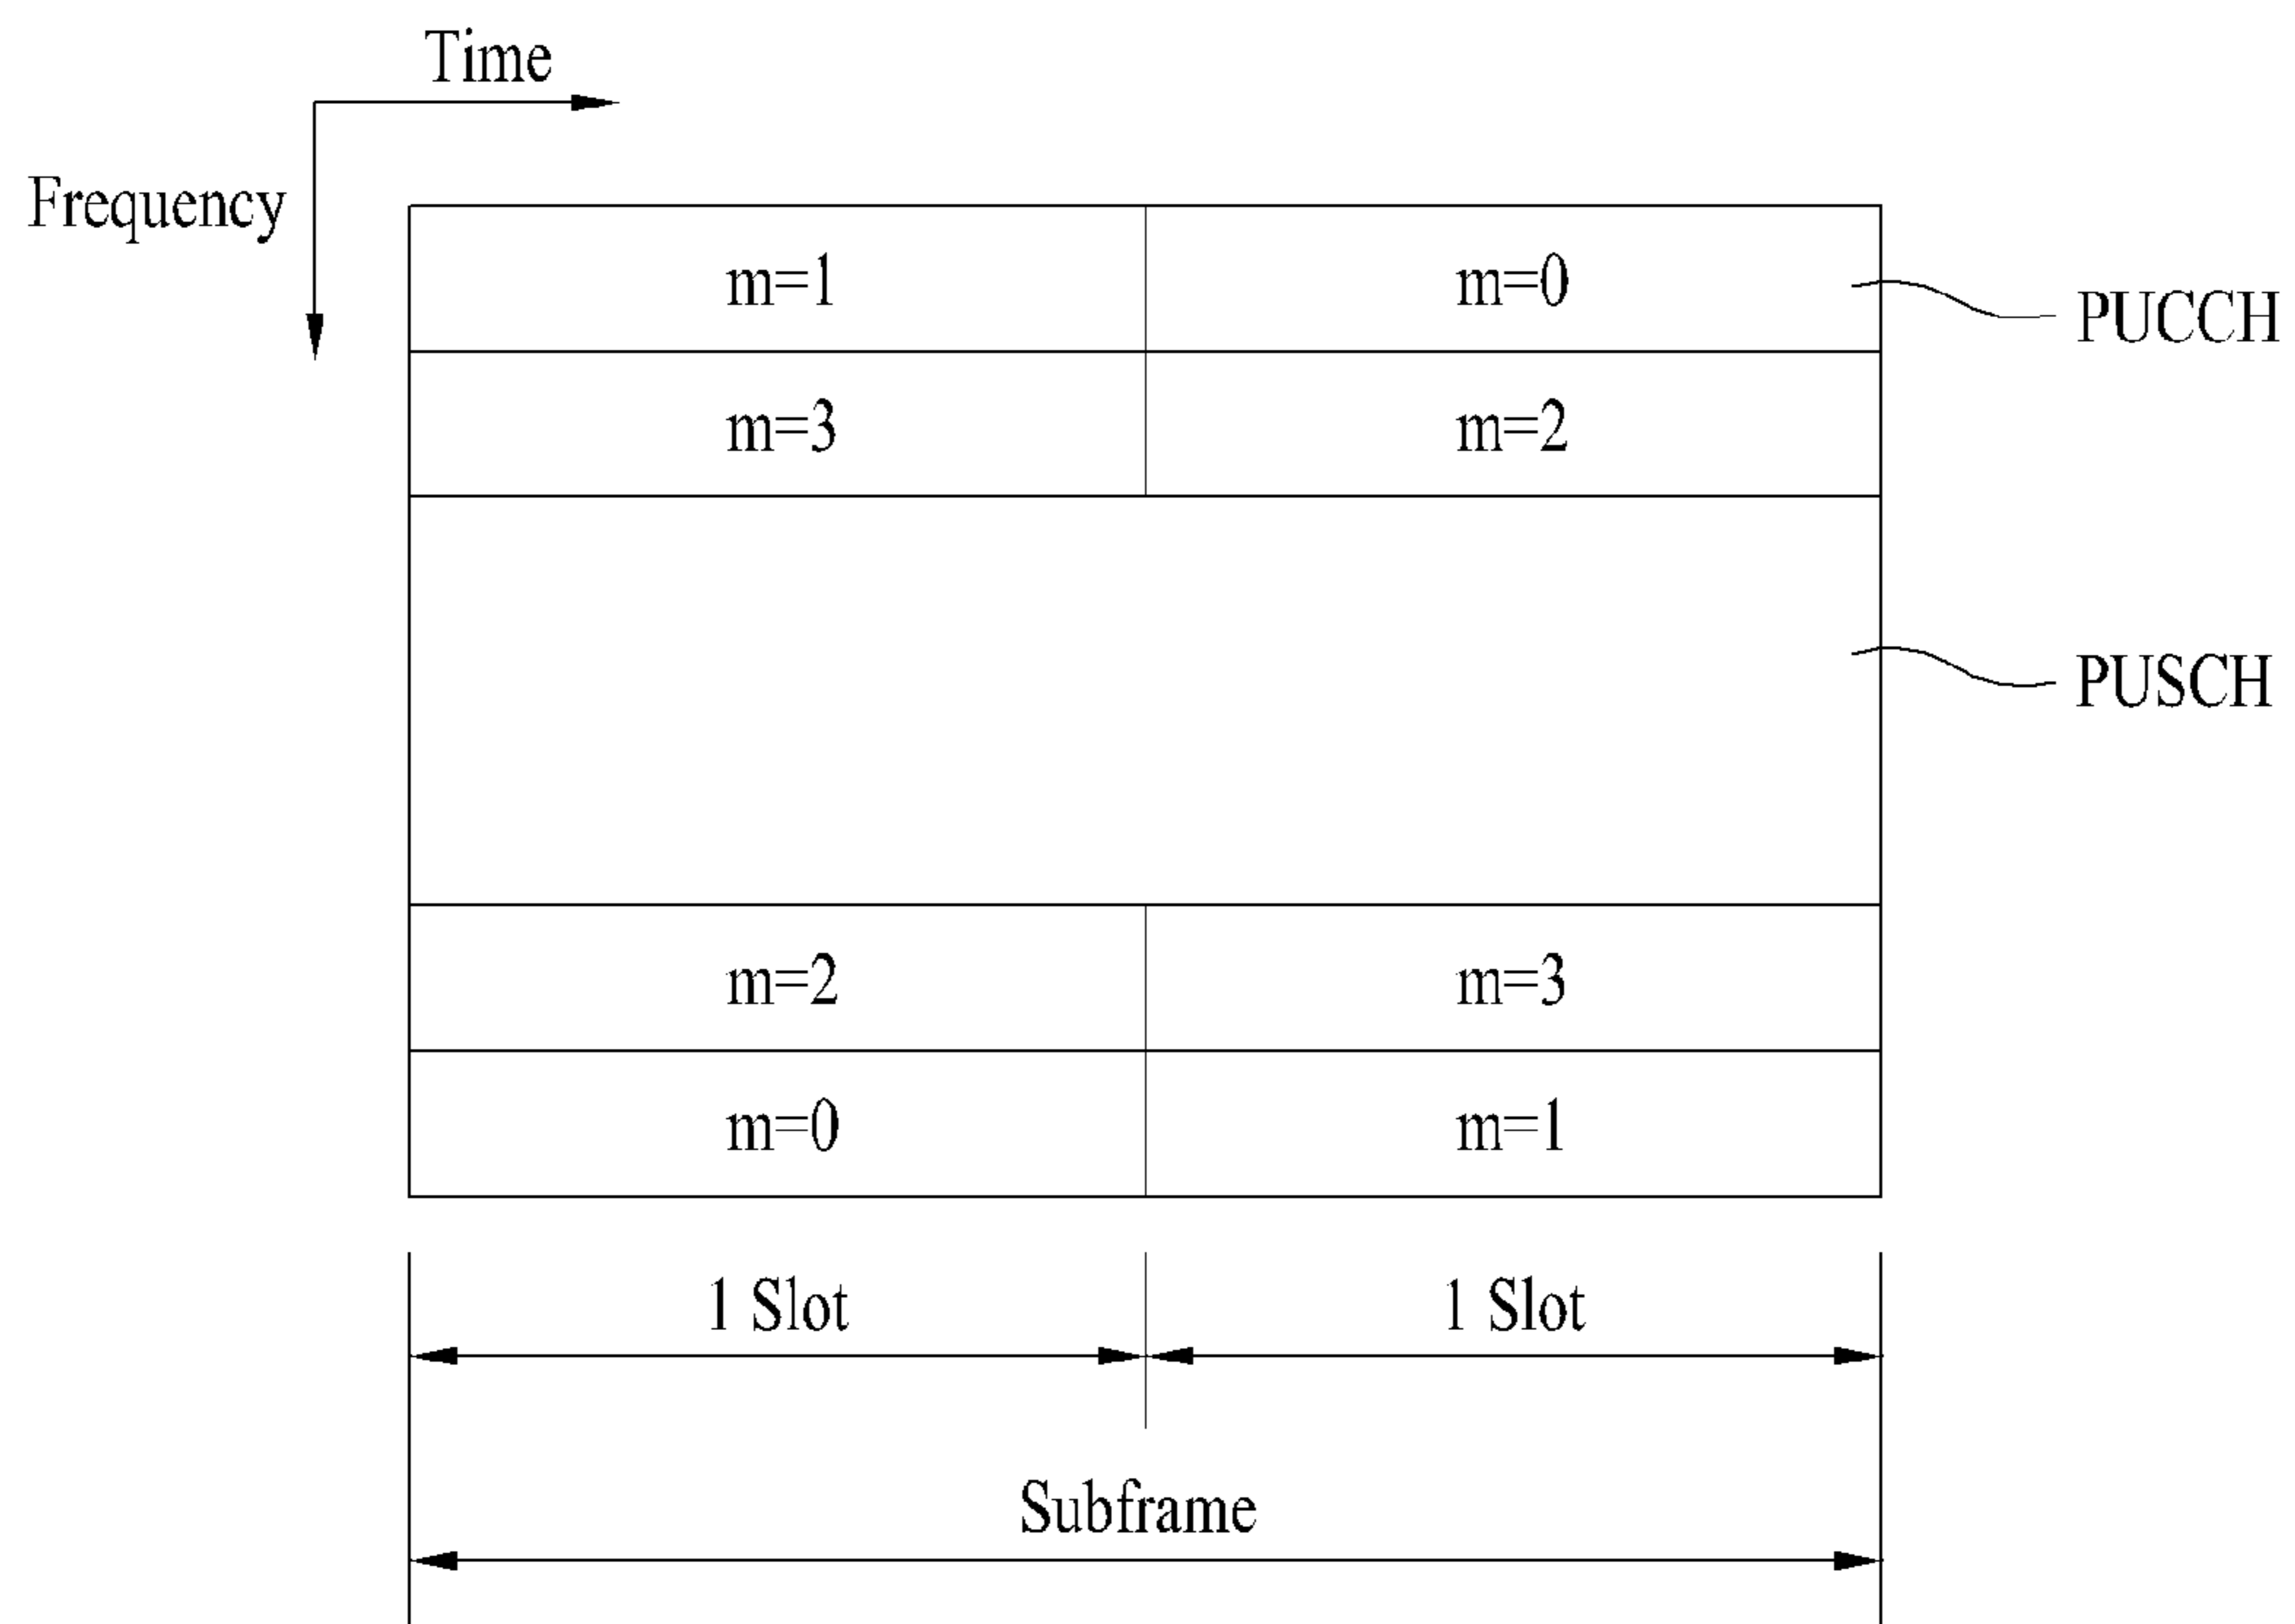 Time
Frequency
m=1 m=0
PUCCH
m=3 m=2
PUSCH
m=2 m=3
m=0 m=1
1 Slot 1 Slot
Subframe